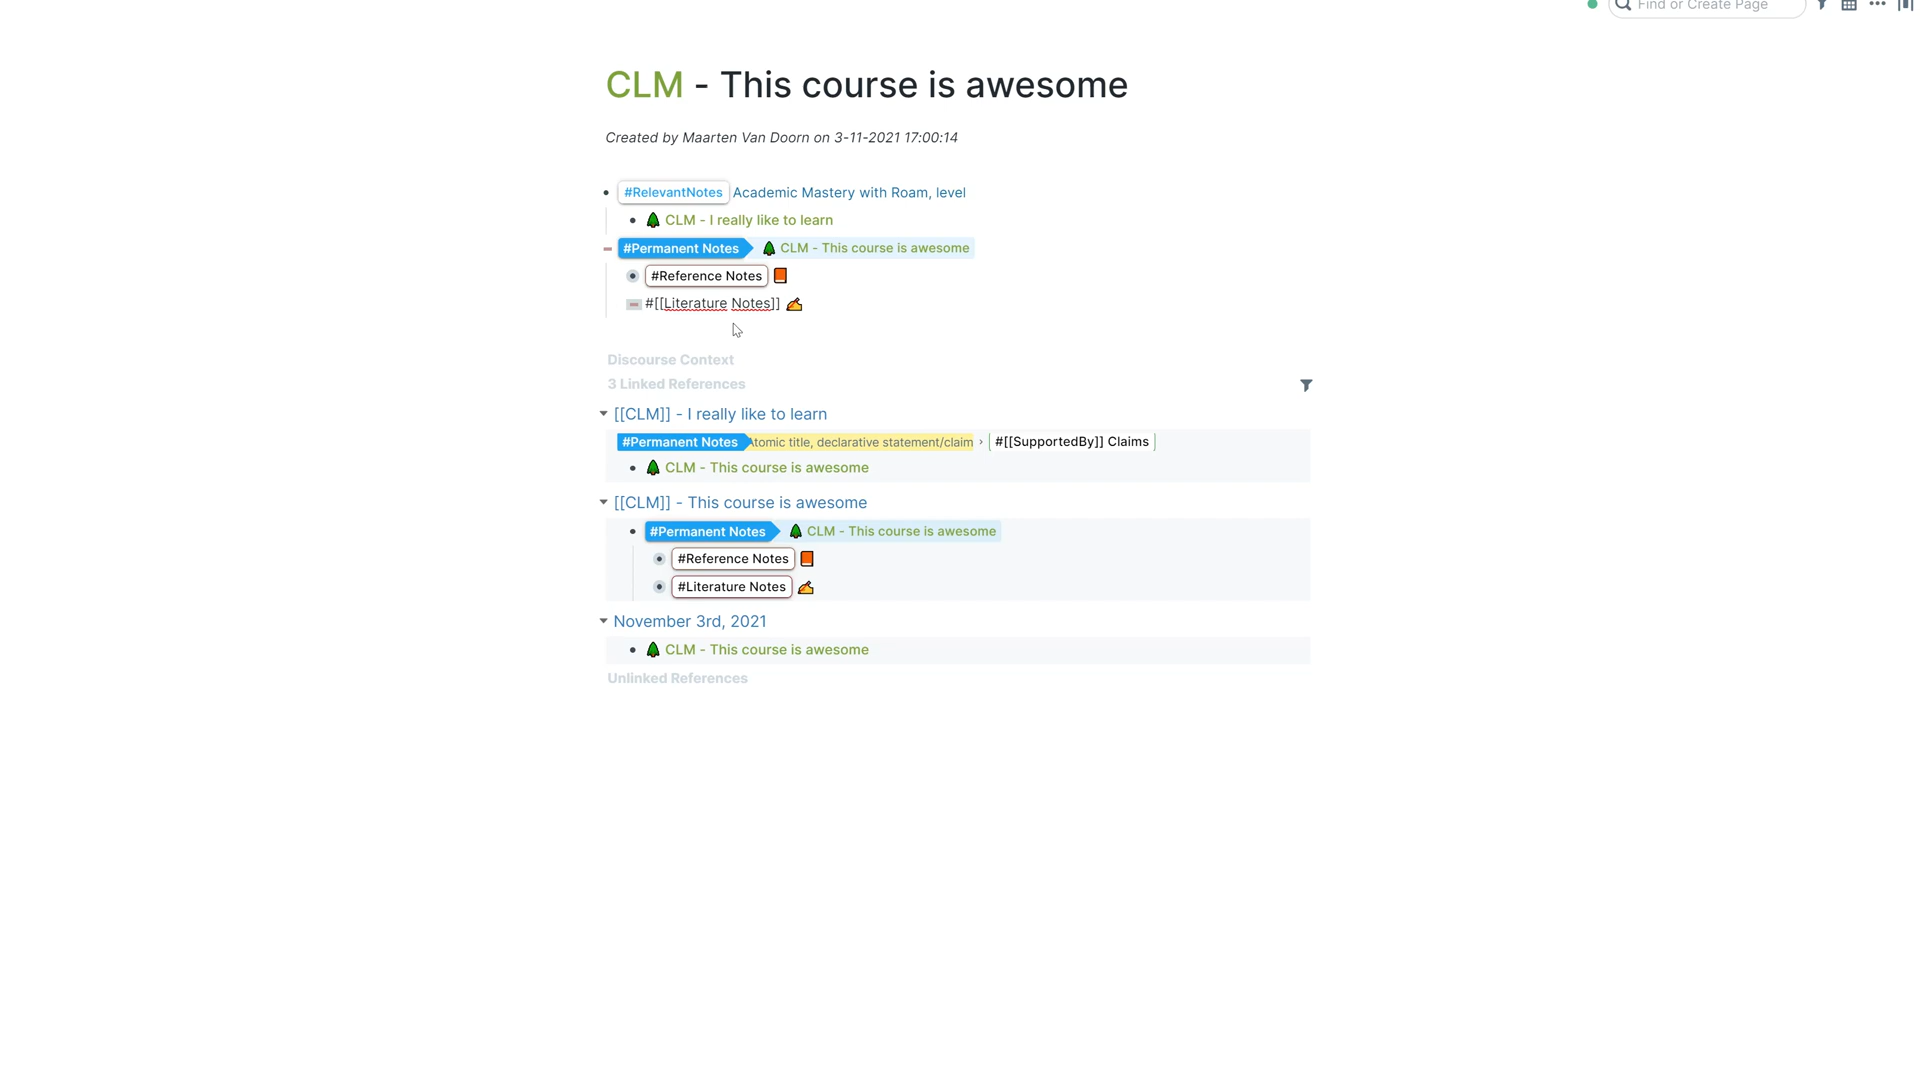 Find or Create Page
CLM - This course is awesome
Created by Maarten Van Doorn on 3-11-2021 17:00:14
#RelevantNotes Academic Mastery with Roam, level
🌲 CLM - I really like to learn
#Permanent Notes 🌲 CLM - This course is awesome
#Reference Notes 📙
#[[Literature Notes]] ✍
Discourse Context
3 Linked References
[[CLM]] - I really like to learn
#Permanent Notes Atomic title, declarative statement/claim › #[[SupportedBy]] Claims
🌲 CLM - This course is awesome
[[CLM]] - This course is awesome
#Permanent Notes 🌲 CLM - This course is awesome
#Reference Notes 📙
#Literature Notes ✍
November 3rd, 2021
🌲 CLM - This course is awesome
Unlinked References